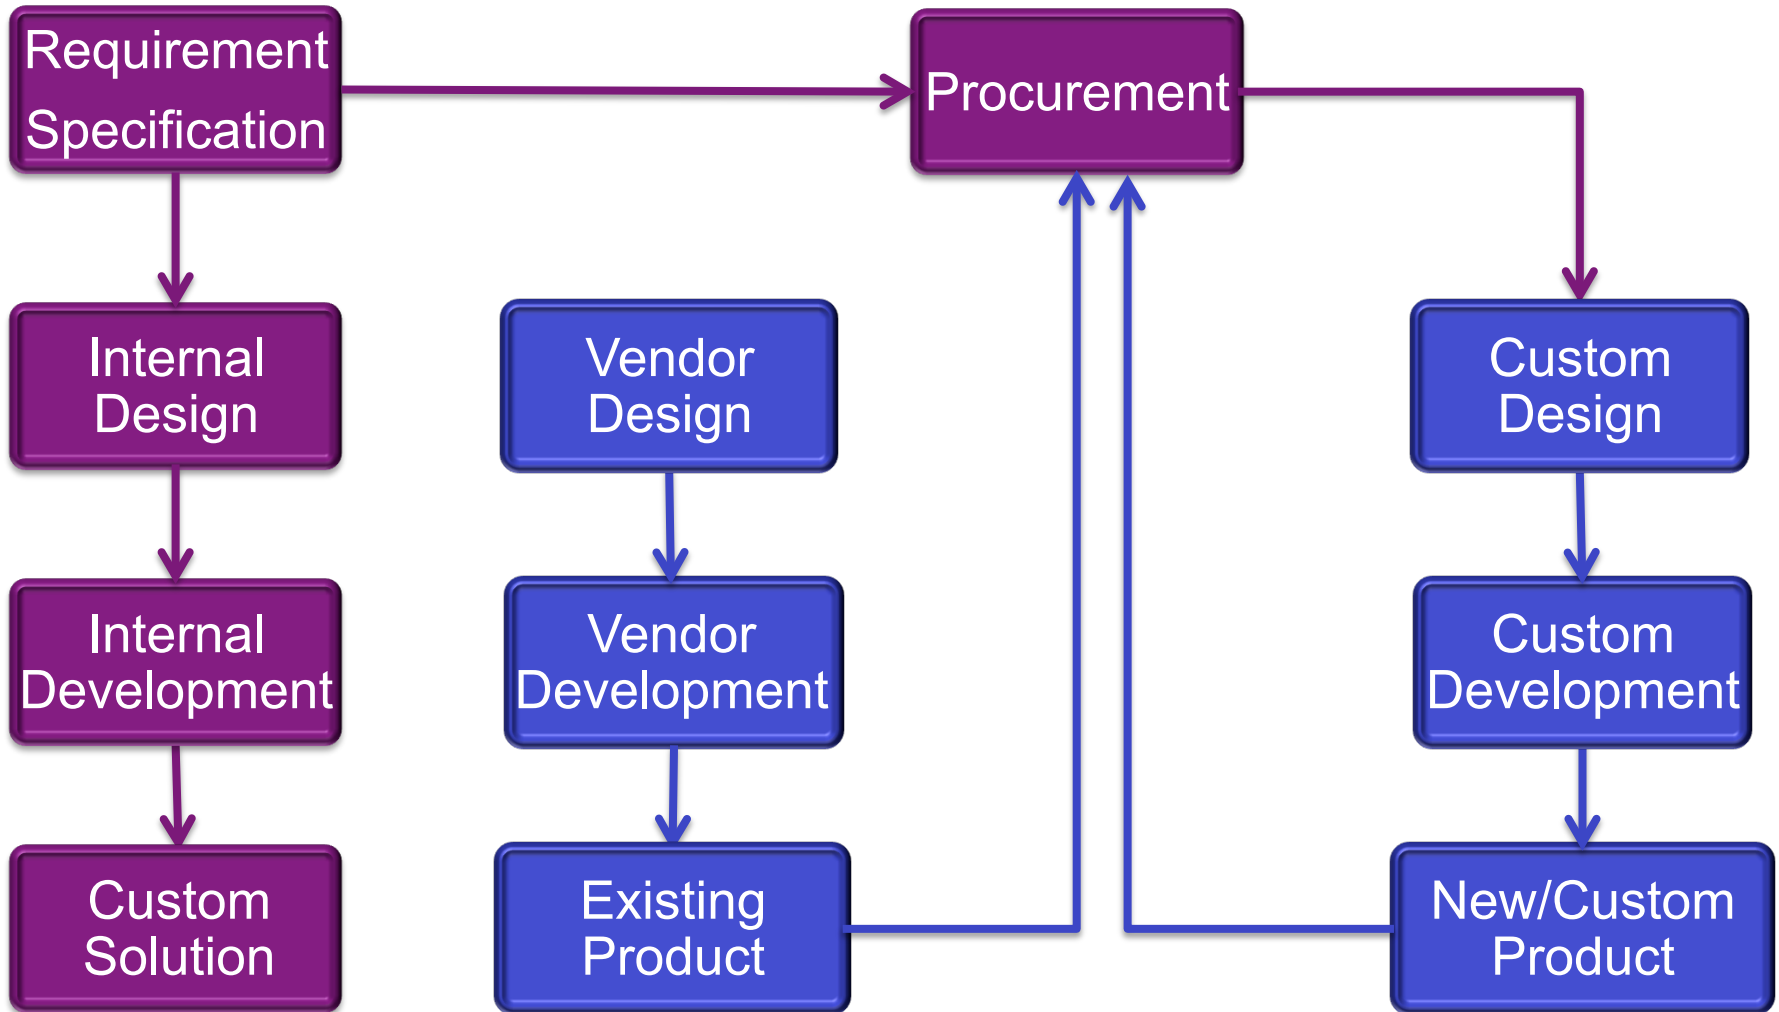 Requirement
Specification
Procurement
Internal
Design
Vendor
Design
Custom
Design
Internal
Development
Vendor
Development
Custom
Development
Custom
Solution
Existing
Product
New/Custom
Product